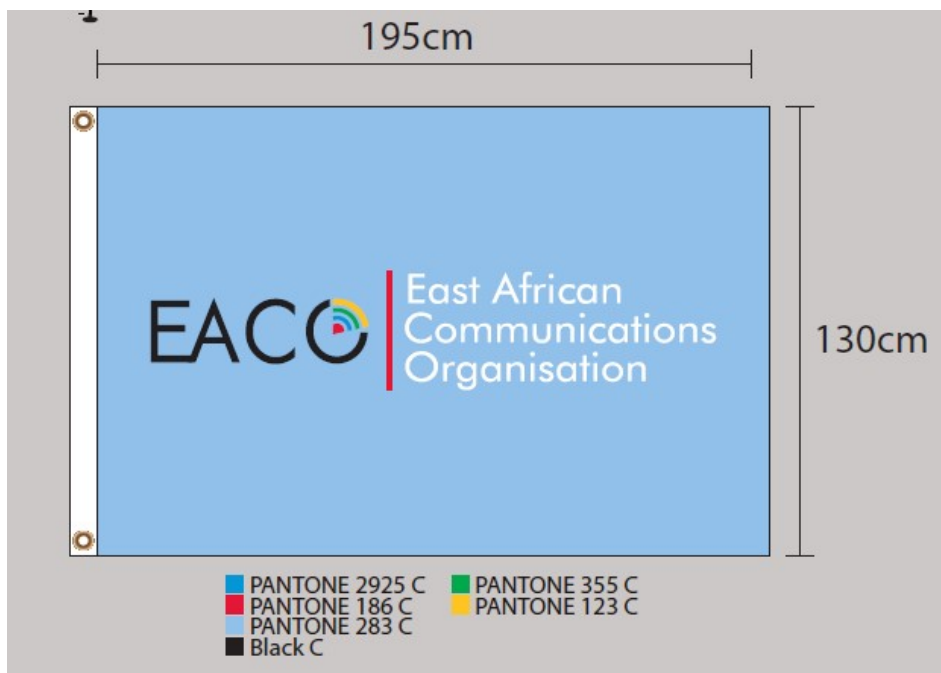 195cm
EACO
East African
Communications
Organisation
130cm
PANTONE 2925 C
PANTONE 186 C
PANTONE 283 C
Black C
PANTONE 355 C
PANTONE 123 C